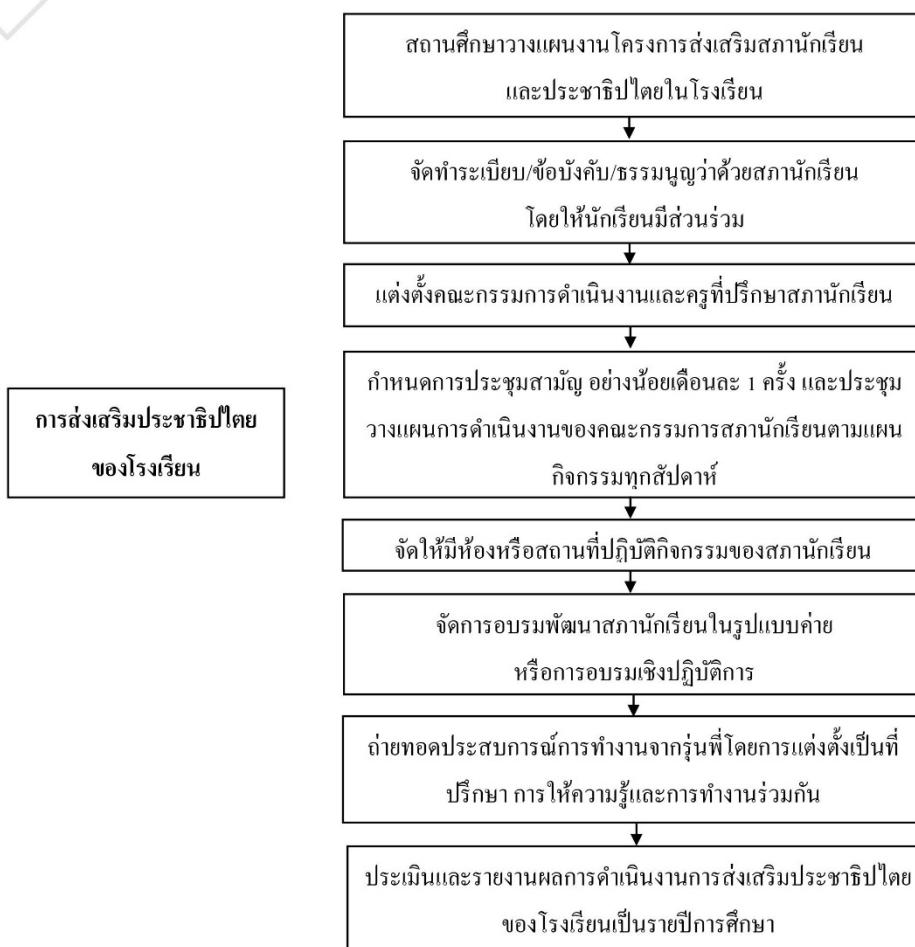 สถานศึกษาวางแผนงานโครงการส่งเสริมสภานักเรียน
และประชาธิปไตยในโรงเรียน
จัดทำระเบียบ/ข้อบังคับ/ธรรมนูญว่าด้วยสภานักเรียน
โดยให้นักเรียนมีส่วนร่วม
แต่งตั้งคณะกรรมการดำเนินงานและครูที่ปรึกษาสภานักเรียน
กำหนดการประชุมสามัญ อย่างน้อยเดือนละ 1 ครั้ง และประชุม
วางแผนการดำเนินงานของคณะกรรมการสภานักเรียนตามแผน
กิจกรรมทุกสัปดาห์
การส่งเสริมประชาธิปไตย
ของโรงเรียน
จัดให้มีห้องหรือสถานที่ปฏิบัติกิจกรรมของสภานักเรียน
จัดการอบรมพัฒนาสภานักเรียนในรูปแบบค่าย
หรือการอบรมเชิงปฏิบัติการ
ถ่ายทอดประสบการณ์การทำงานจากรุ่นพี่โดยการแต่งตั้งเป็นที่
ปรึกษา การให้ความรู้และการทำงานร่วมกัน
ประเมินและรายงานผลการดำเนินงานการส่งเสริมประชาธิปไตย
ของโรงเรียนเป็นรายปีการศึกษา